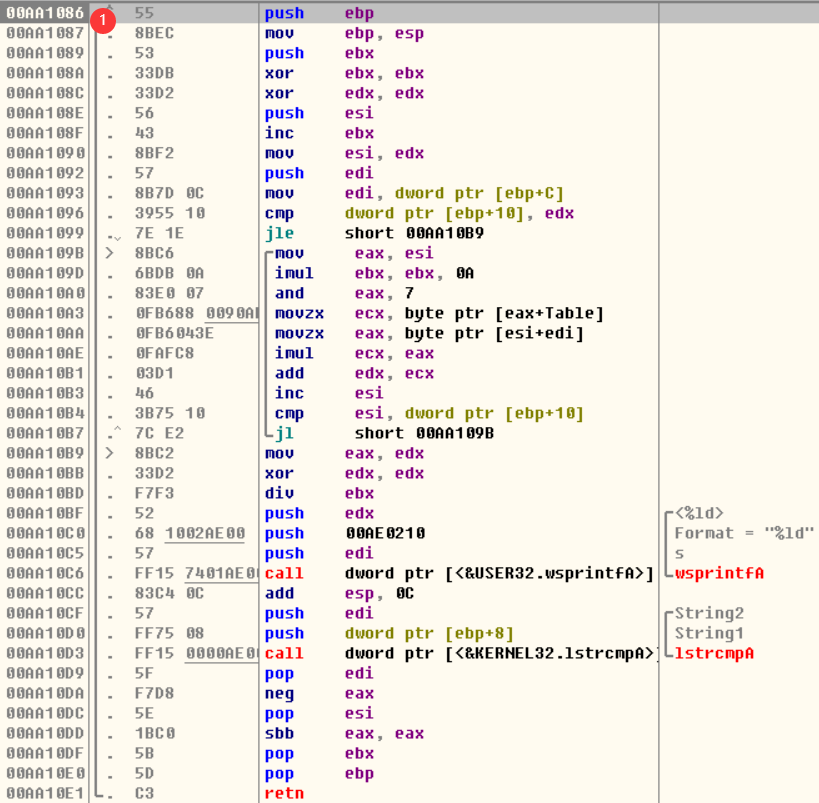 00AA1086 1 55 push ebp
00AA1087 . 8BEC mov ebp, esp
00AA1089 . 53 push ebx
00AA108A . 33DB xor ebx, ebx
00AA108C . 33D2 xor edx, edx
00AA108E . 56 push esi
00AA108F . 43 inc ebx
00AA1090 . 8BF2 mov esi, edx
00AA1092 . 57 push edi
00AA1093 . 8B7D 0C mov edi, dword ptr [ebp+C]
00AA1096 . 3955 10 cmp dword ptr [ebp+10], edx
00AA1099 . 7E 1E jle short 00AA10B9
00AA109B > 8BC6 mov eax, esi
00AA109D . 6BDB 0A imul ebx, ebx, 0A
00AA10A0 . 83E0 07 and eax, 7
00AA10A3 . 0FB688 0090A movzx ecx, byte ptr [eax+Table]
00AA10AA . 0FB6043E movzx eax, byte ptr [esi+edi]
00AA10AE . 0FAFC8 imul ecx, eax
00AA10B1 . 03D1 add edx, ecx
00AA10B3 . 46 inc esi
00AA10B4 . 3B75 10 cmp esi, dword ptr [ebp+10]
00AA10B7 .^ 7C E2 jl short 00AA109B
00AA10B9 > 8BC2 mov eax, edx
00AA10BB . 33D2 xor edx, edx
00AA10BD . F7F3 div ebx
00AA10BF . 52 push edx <%ld>
00AA10C0 . 68 1002AE00 push 00AE0210 Format = "%ld"
00AA10C5 . 57 push edi s
00AA10C6 . FF15 7401AE0 call dword ptr [<&USER32.wsprintfA>] wsprintfA
00AA10CC . 83C4 0C add esp, 0C
00AA10CF . 57 push edi String2
00AA10D0 . FF75 08 push dword ptr [ebp+8] String1
00AA10D3 . FF15 0000AE0 call dword ptr [<&KERNEL32.lstrcmpA> lstrcmpA
00AA10D9 . 5F pop edi
00AA10DA . F7D8 neg eax
00AA10DC . 5E pop esi
00AA10DD . 1BC0 sbb eax, eax
00AA10DF . 5B pop ebx
00AA10E0 . 5D pop ebp
00AA10E1 . C3 retn